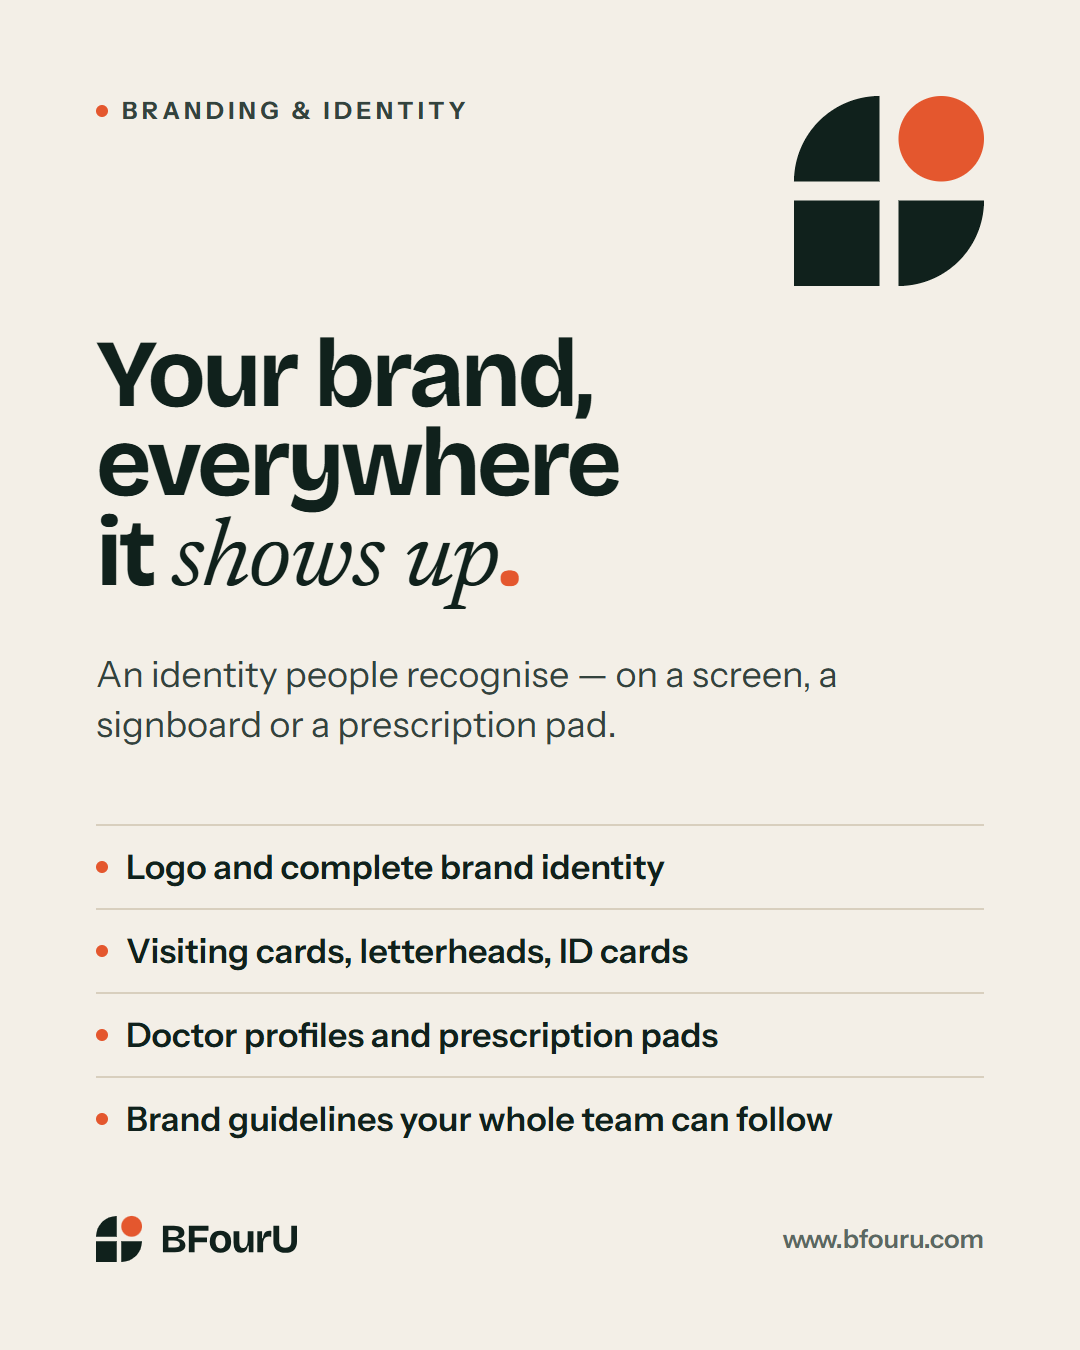 BRANDING & IDENTITY
Your brand,
everywhere
it shows up.
An identity people recognise — on a screen, a
signboard or a prescription pad.
Logo and complete brand identity
Visiting cards, letterheads, ID cards
Doctor profiles and prescription pads
Brand guidelines your whole team can follow
BFourU
www.bfouru.com